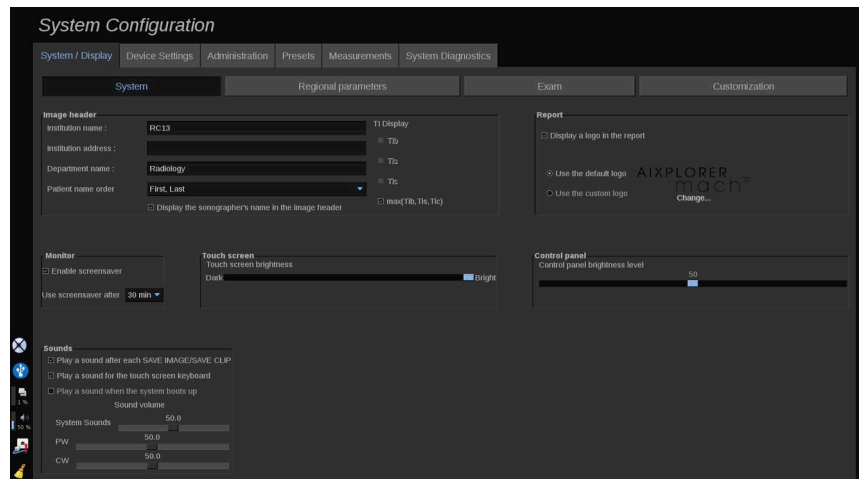 System Configuration
System / Display Device Settings Administration Presets Measurements System Diagnostics
System Regional parameters Exam Customization
Image header
Institution name : RC13
Institution address :
Department name : Radiology
Patient name order First, Last
Display the sonographer's name in the image header
TI Display
TIb
TIs
TIc
max(TIb, TIs, TIc)
Report
Display a logo in the report
Use the default logo
AIXPLORER
mach
Use the custom logo
Change...
Monitor
Enable screensaver
Use screensaver after 30 min
Touch screen
Touch screen brightness
Dark Bright
Control panel
Control panel brightness level
50
Sounds
Play a sound after each SAVE IMAGE/SAVE CLIP
Play a sound for the touch screen keyboard
Play a sound when the system boots up
Sound volume
System Sounds 50.0
PW 50.0
CW 50.0
1 %
50 %